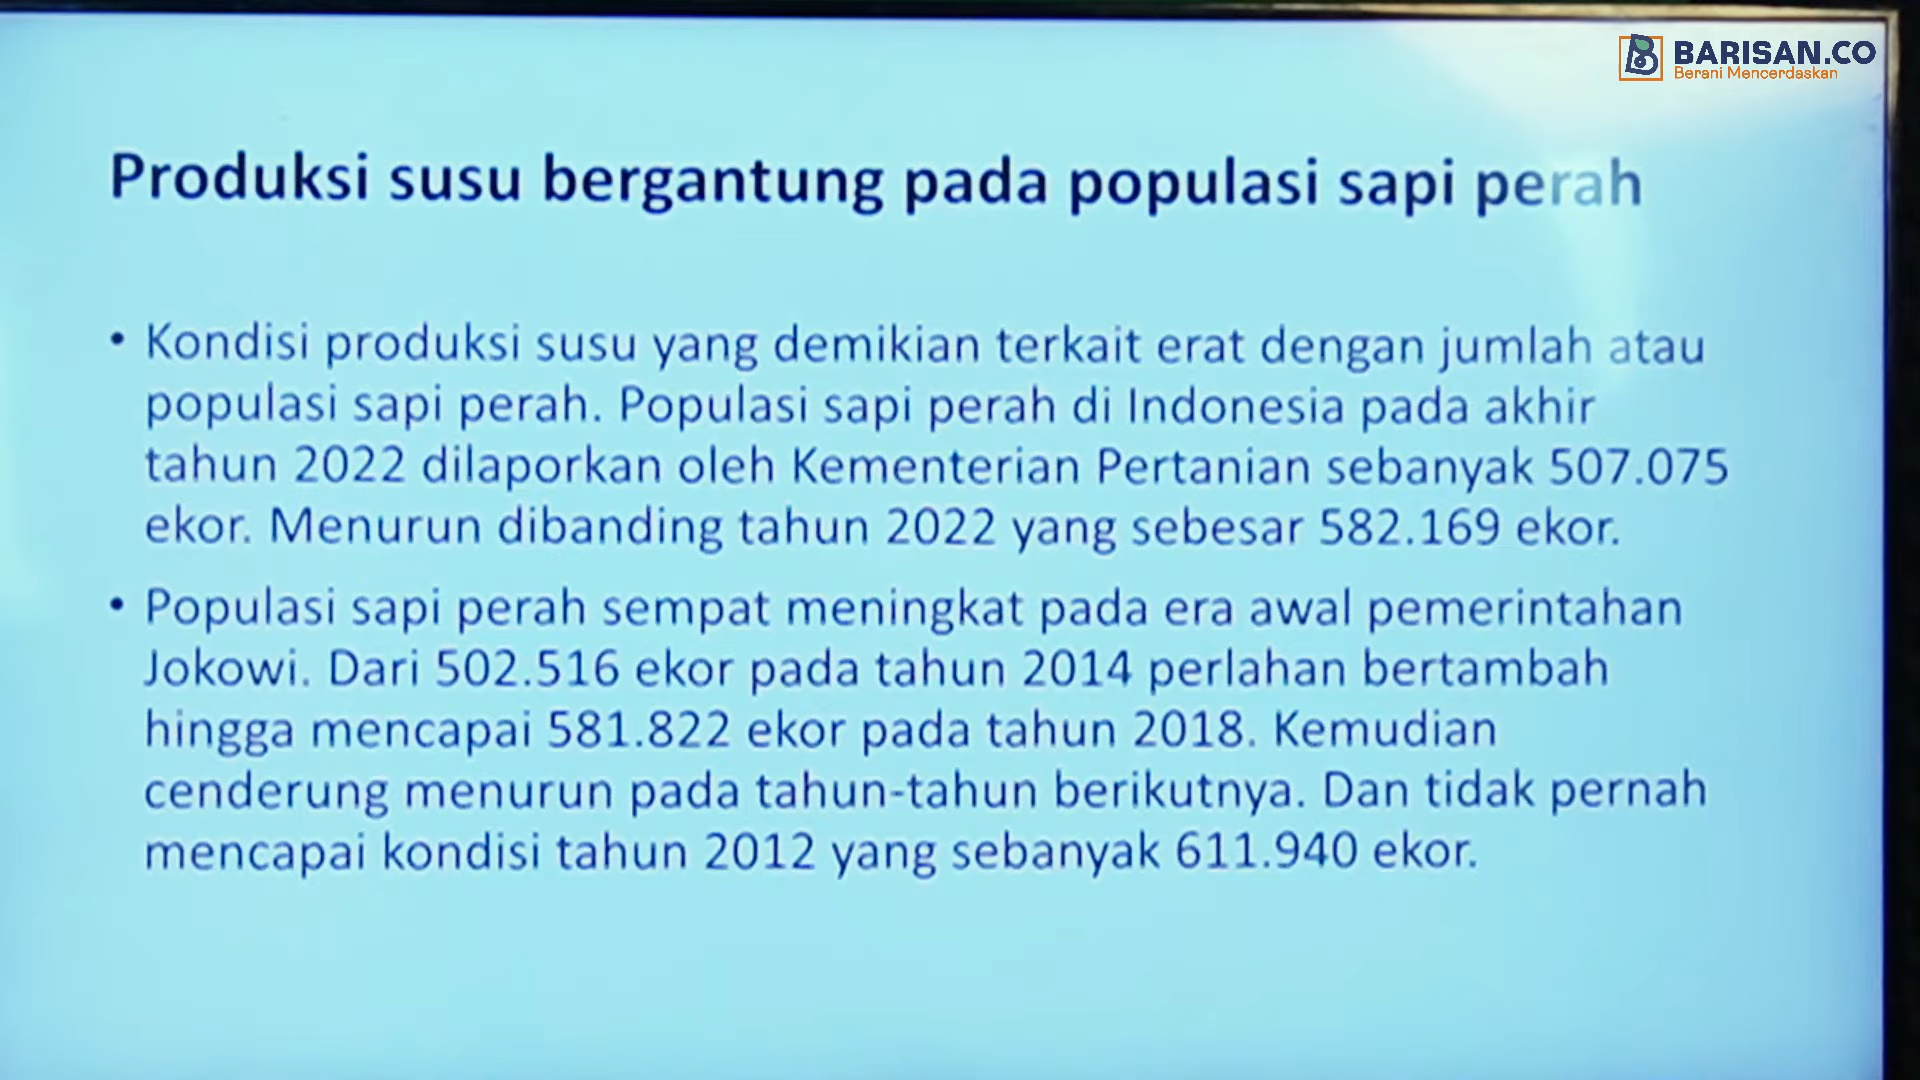 BARISAN.CO
Berani Mencerdaskan
Produksi susu bergantung pada populasi sapi perah
• Kondisi produksi susu yang demikian terkait erat dengan jumlah atau
populasi sapi perah. Populasi sapi perah di Indonesia pada akhir
tahun 2022 dilaporkan oleh Kementerian Pertanian sebanyak 507.075
ekor. Menurun dibanding tahun 2022 yang sebesar 582.169 ekor.
• Populasi sapi perah sempat meningkat pada era awal pemerintahan
Jokowi. Dari 502.516 ekor pada tahun 2014 perlahan bertambah
hingga mencapai 581.822 ekor pada tahun 2018. Kemudian
cenderung menurun pada tahun-tahun berikutnya. Dan tidak pernah
mencapai kondisi tahun 2012 yang sebanyak 611.940 ekor.